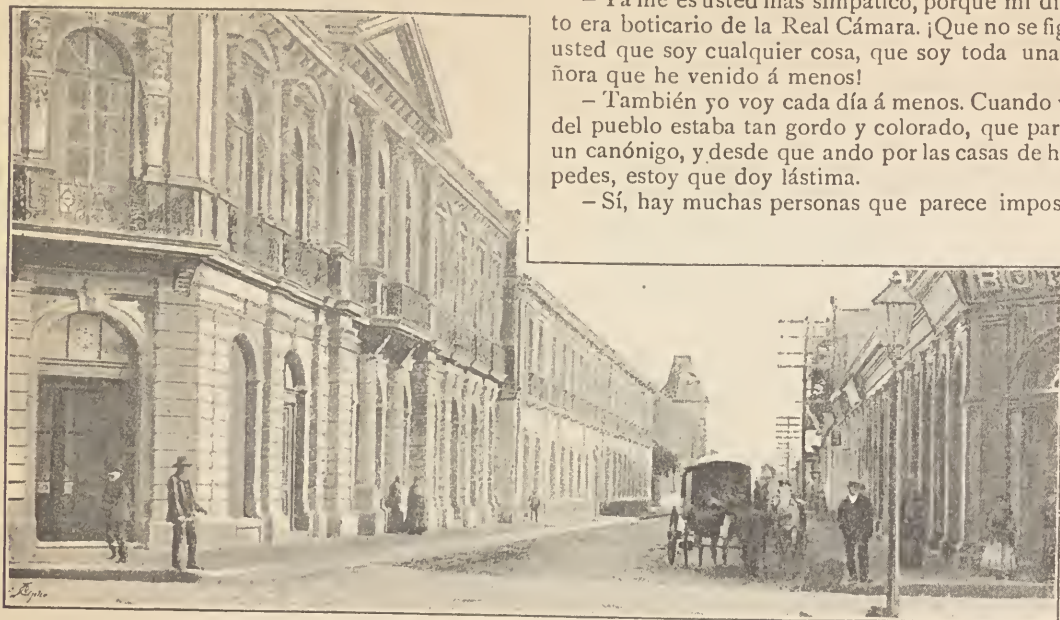 – Ya me es usted más simpático, porque mi di
to era boticario de la Real Cámara. ¡Que no se fig
usted que soy cualquier cosa, que soy toda una
ñora que he venido á menos!
– También yo voy cada día á menos. Cuando v
del pueblo estaba tan gordo y colorado, que par
un canónigo, y desde que ando por las casas de h
pedes, estoy que doy lástima.
– Sí, hay muchas personas que parece impos